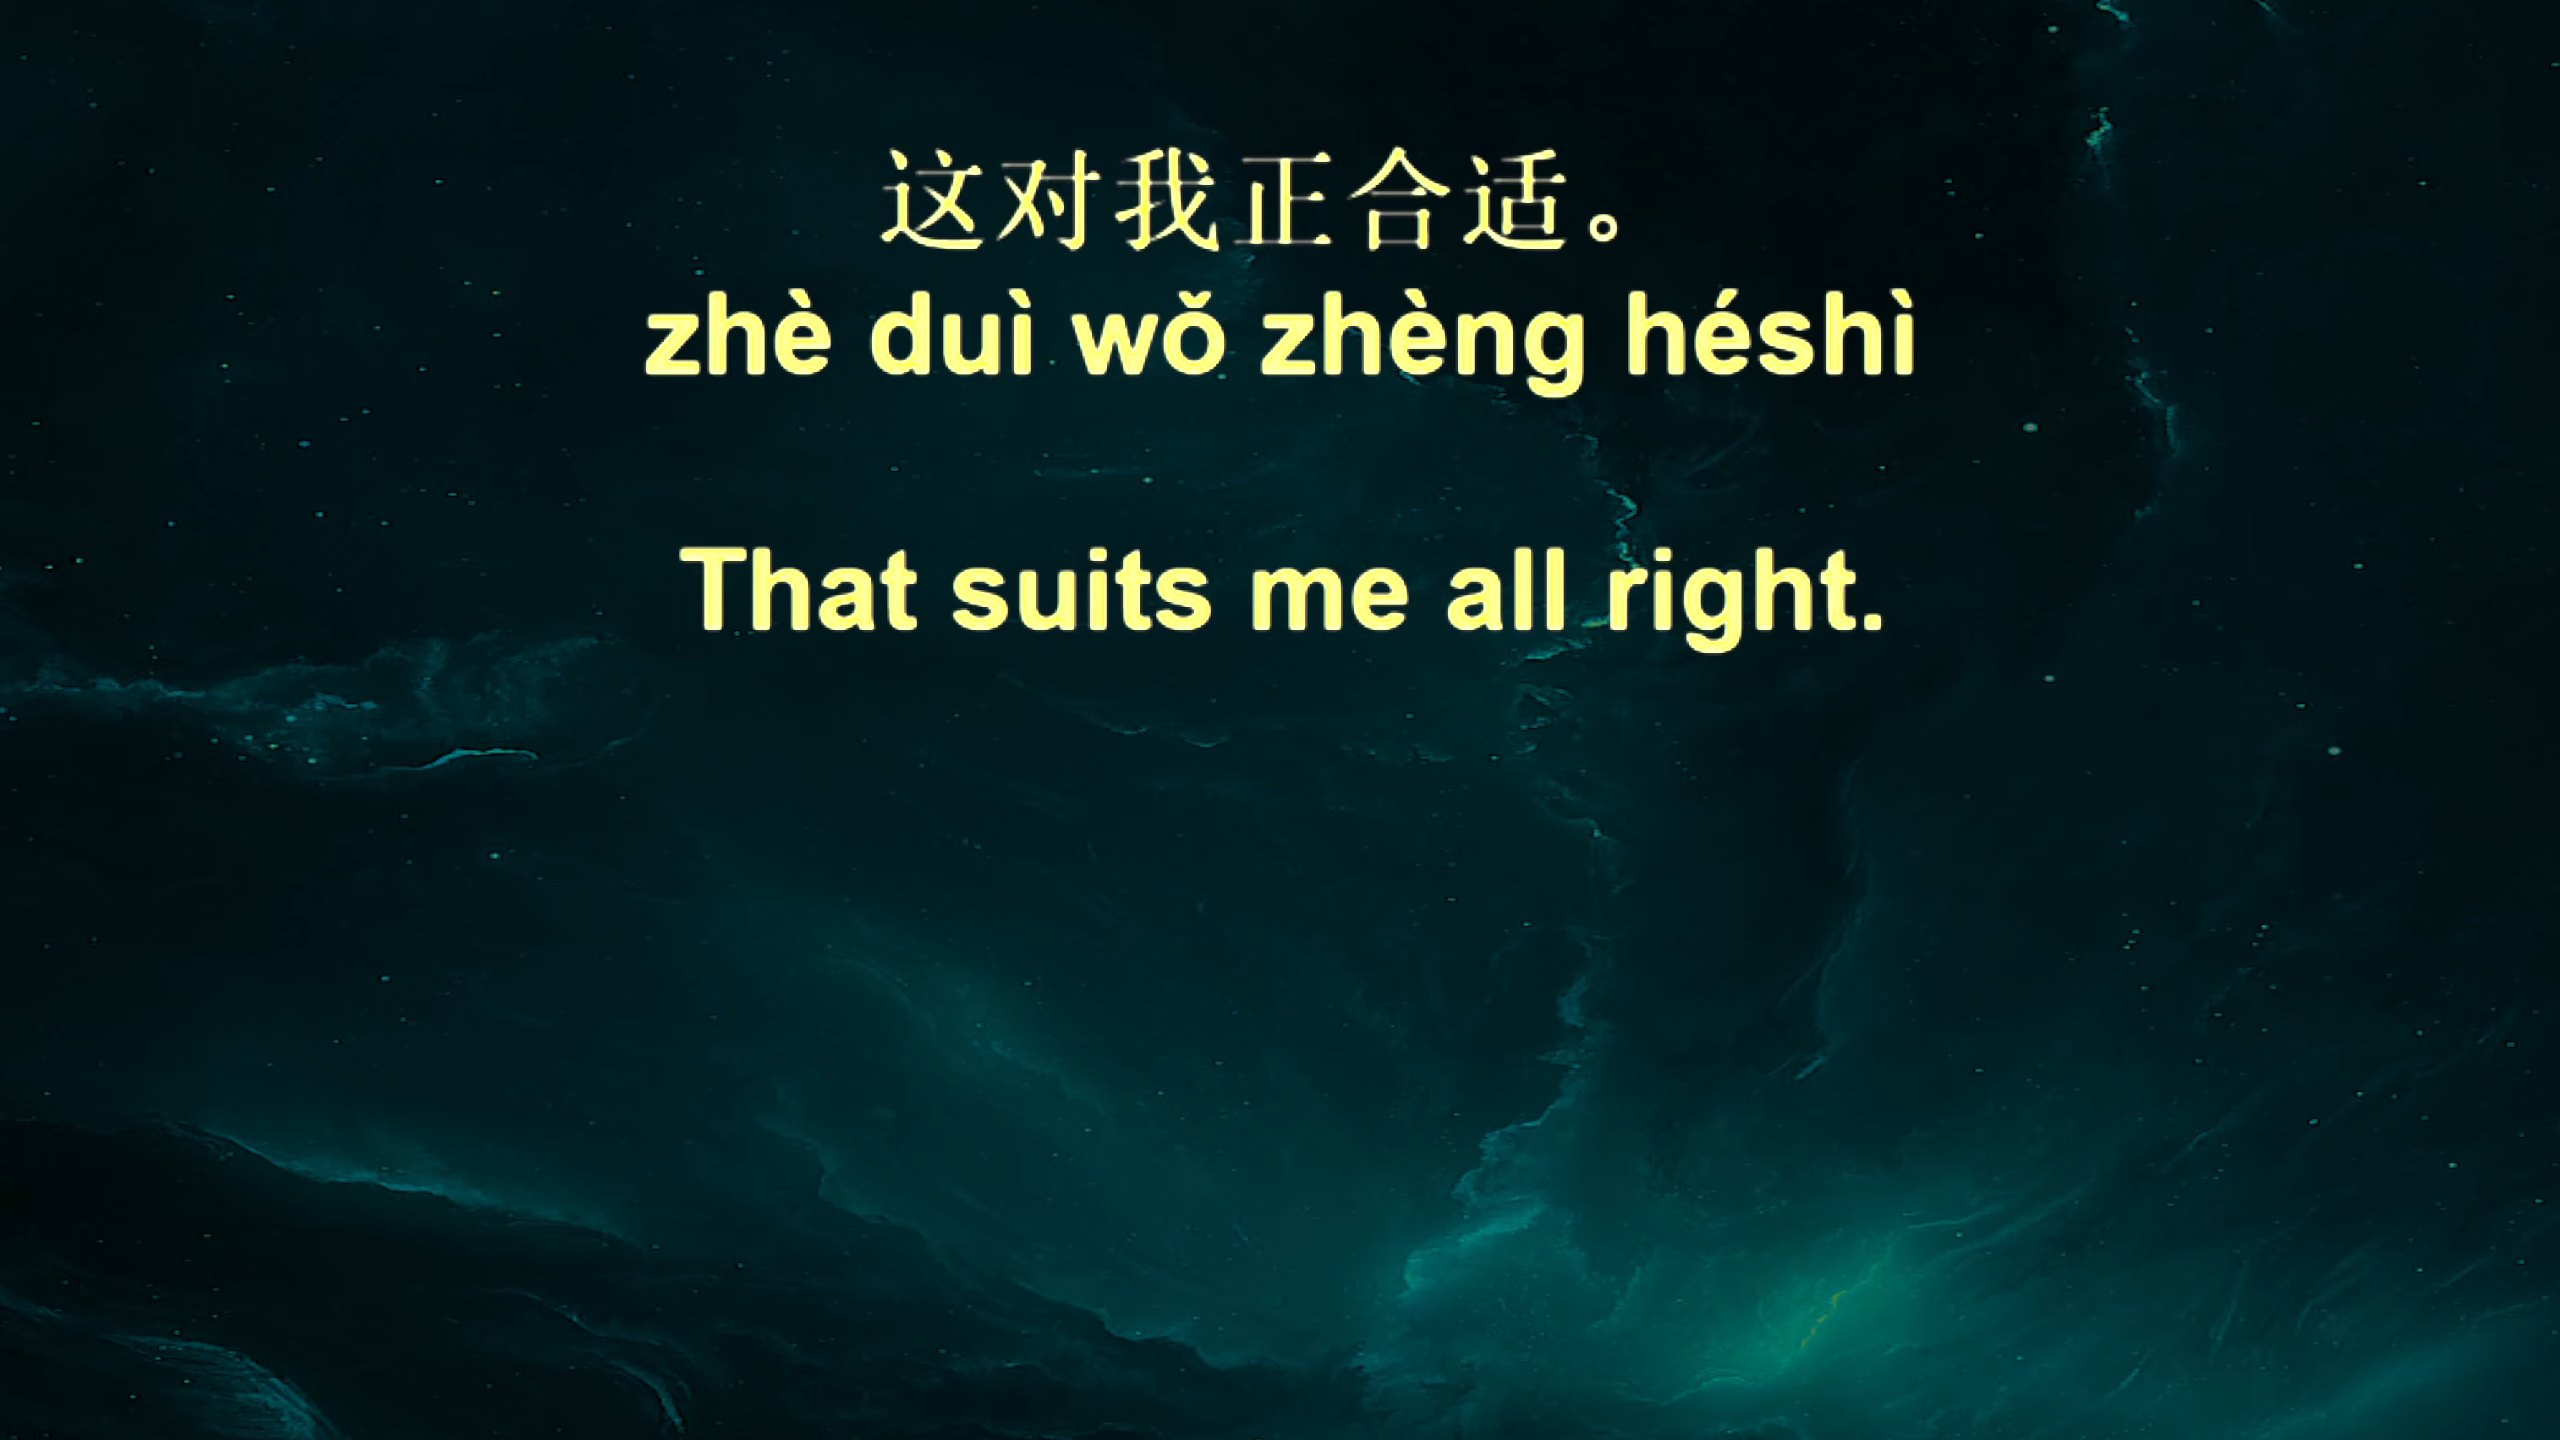 这对我正合适。
zhè duì wǒ zhèng héshì
That suits me all right.